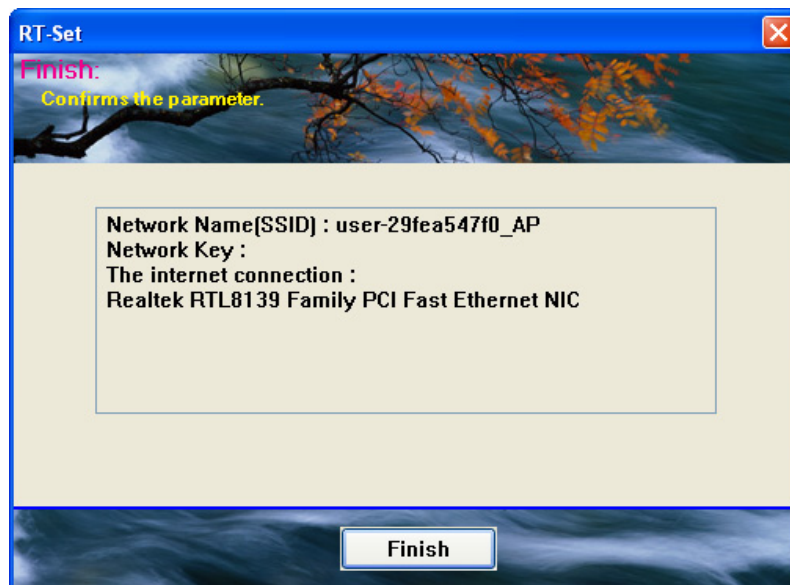 RT-Set
Finish:
Confirms the parameter.
Network Name(SSID) : user-29fea547f0_AP
Network Key :
The internet connection :
Realtek RTL8139 Family PCI Fast Ethernet NIC
Finish